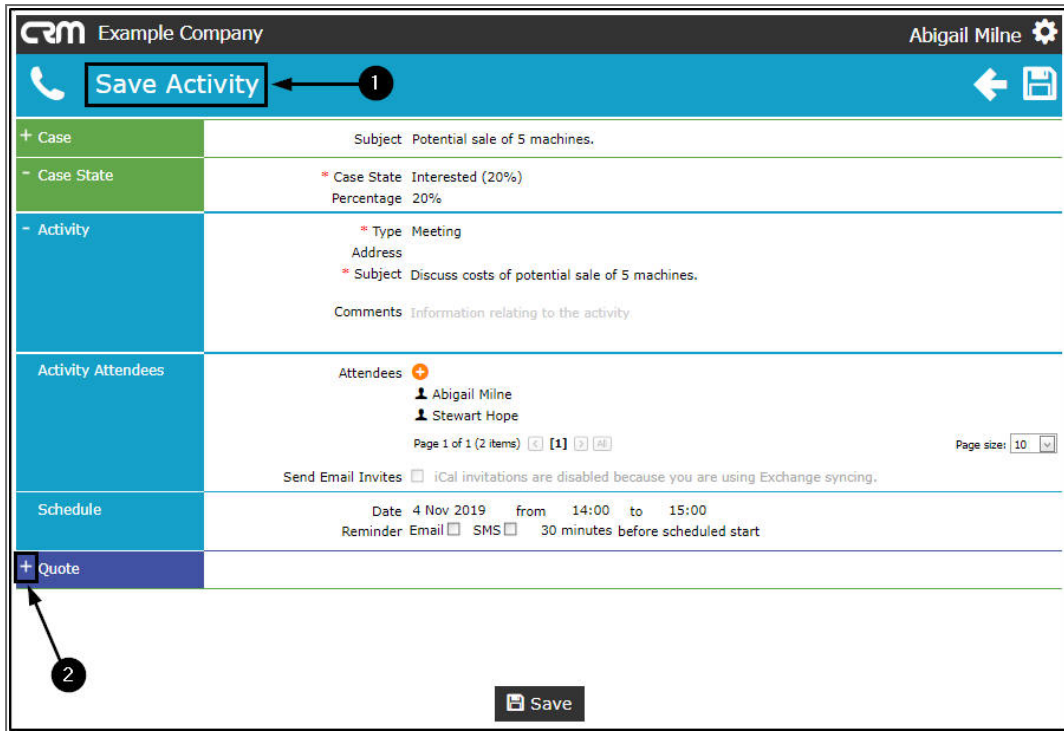 CRM Example Company Abigail Milne
Save Activity 1
+ Case Subject Potential sale of 5 machines.
- Case State * Case State Interested (20%)
Percentage 20%
- Activity * Type Meeting
Address
* Subject Discuss costs of potential sale of 5 machines.
Comments Information relating to the activity
Activity Attendees Attendees
Abigail Milne
Stewart Hope
Page 1 of 1 (2 items) < [1] > All Page size: 10
Send Email Invites iCal invitations are disabled because you are using Exchange syncing.
Schedule Date 4 Nov 2019 from 14:00 to 15:00
Reminder Email SMS 30 minutes before scheduled start
+ Quote
2
Save